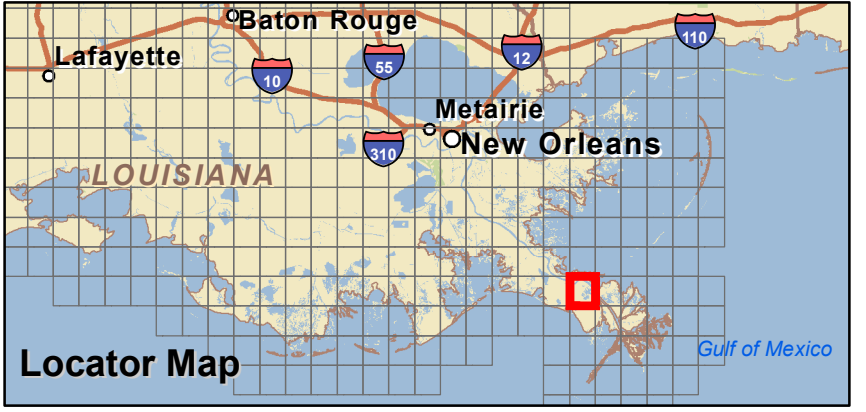 Baton Rouge
110
12
Lafayette
55
10
Metairie
New Orleans
310
LOUISIANA
Gulf of Mexico
Locator Map